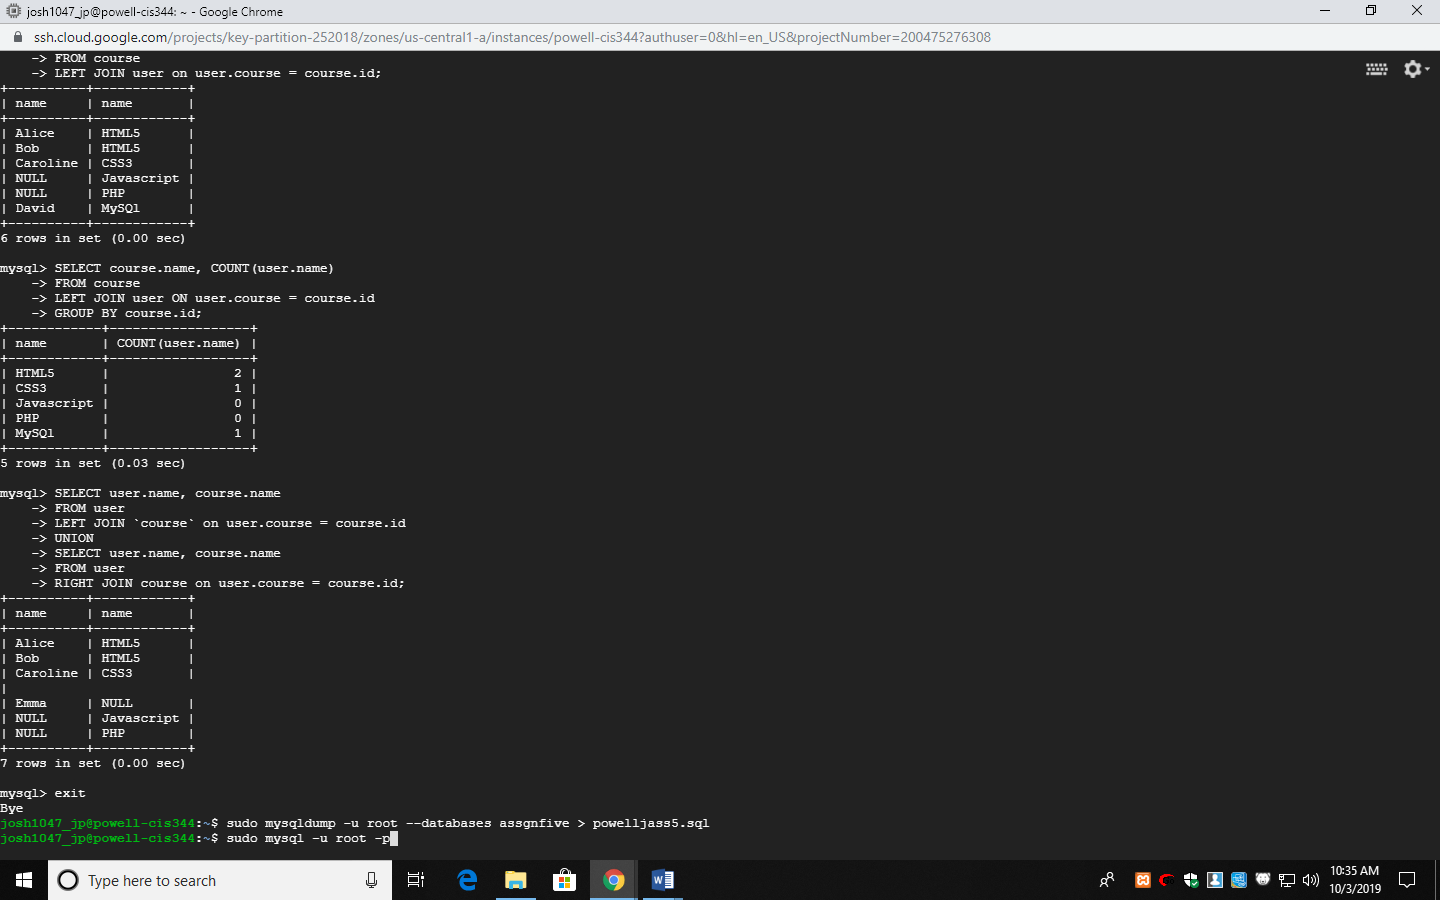 josh1047_jp@powell-cis344: ~ - Google Chrome
ssh.cloud.google.com/projects/key-partition-252018/zones/us-central1-a/instances/powell-cis344?authuser=0&hl=en_US&projectNumber=200475276308
    -> FROM course
    -> LEFT JOIN user on user.course = course.id;
+----------+------------+
| name     | name       |
+----------+------------+
| Alice    | HTML5      |
| Bob      | HTML5      |
| Caroline | CSS3       |
| NULL     | Javascript |
| NULL     | PHP        |
| David    | MySQl      |
+----------+------------+
6 rows in set (0.00 sec)
mysql> SELECT course.name, COUNT(user.name)
    -> FROM course
    -> LEFT JOIN user ON user.course = course.id
    -> GROUP BY course.id;
+------------+------------------+
| name       | COUNT(user.name) |
+------------+------------------+
| HTML5      |                2 |
| CSS3       |                1 |
| Javascript |                0 |
| PHP        |                0 |
| MySQl      |                1 |
+------------+------------------+
5 rows in set (0.03 sec)
mysql> SELECT user.name, course.name
    -> FROM user
    -> LEFT JOIN `course` on user.course = course.id
    -> UNION
    -> SELECT user.name, course.name
    -> FROM user
    -> RIGHT JOIN course on user.course = course.id;
+----------+------------+
| name     | name       |
+----------+------------+
| Alice    | HTML5      |
| Bob      | HTML5      |
| Caroline | CSS3       |
|
| Emma     | NULL       |
| NULL     | Javascript |
| NULL     | PHP        |
+----------+------------+
7 rows in set (0.00 sec)
mysql> exit
Bye
josh1047_jp@powell-cis344:~$ sudo mysqldump -u root --databases assgnfive > powelljass5.sql
josh1047_jp@powell-cis344:~$ sudo mysql -u root -p
Type here to search
10:35 AM
10/3/2019